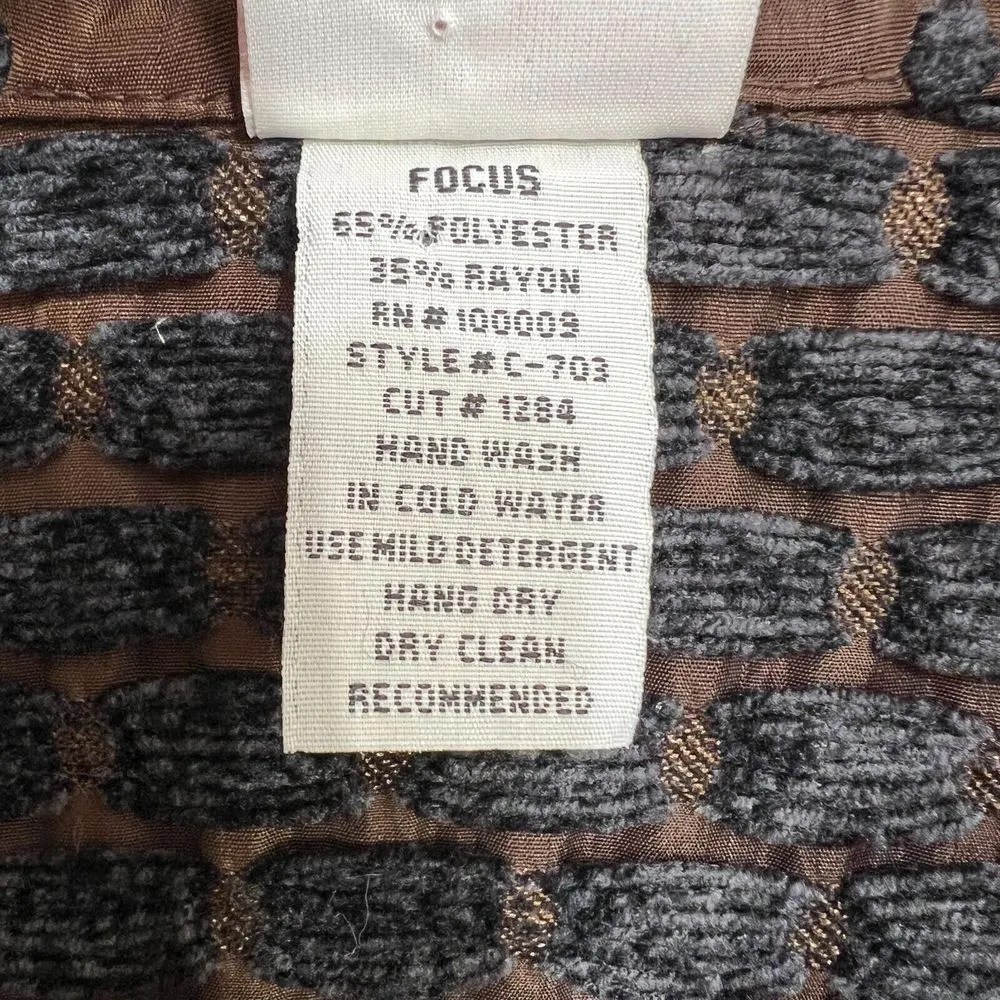 FOCUS
65% POLYESTER
35% RAYON
RN # 100009
STYLE # C-703
CUT # 1284
HAND WASH
IN COLD WATER
USE MILD DETERGENT
HANG DRY
DRY CLEAN
RECOMMENDED